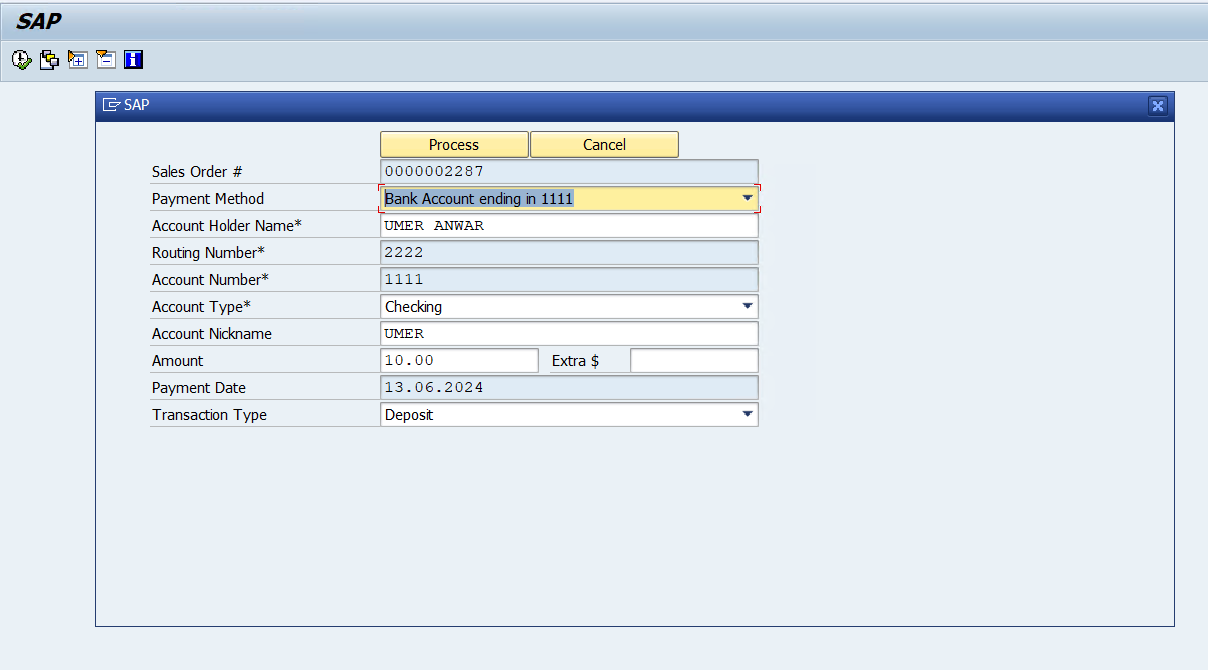 SAP
SAP
Process Cancel
Sales Order # 0000002287
Payment Method Bank Account ending in 1111
Account Holder Name* UMER ANWAR
Routing Number* 2222
Account Number* 1111
Account Type* Checking
Account Nickname UMER
Amount 10.00 Extra $
Payment Date 13.06.2024
Transaction Type Deposit